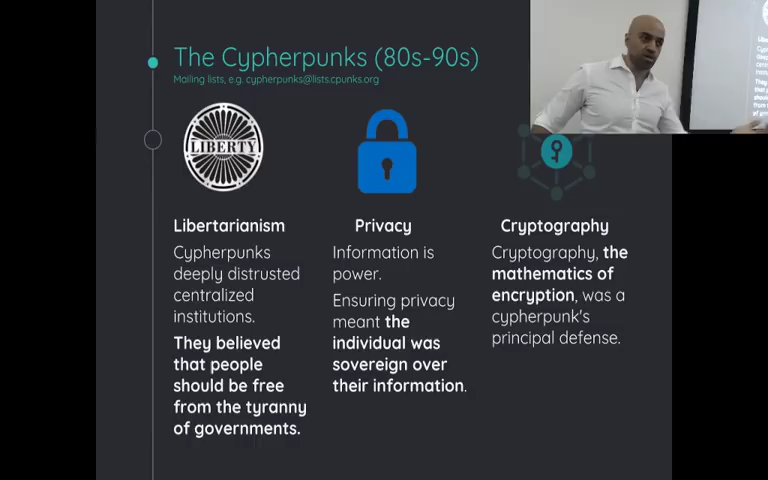 The Cypherpunks (80s-90s)
Mailing lists, e.g. cypherpunks@lists.cpunks.org
LIBERTY
Libertarianism
Cypherpunks
deeply distrusted
centralized
institutions.
They believed
that people
should be free
from the tyranny
of governments.
Privacy
Information is
power.
Ensuring privacy
meant the
individual was
sovereign over
their information.
Cryptography
Cryptography, the
mathematics of
encryption, was a
cypherpunk's
principal defense.